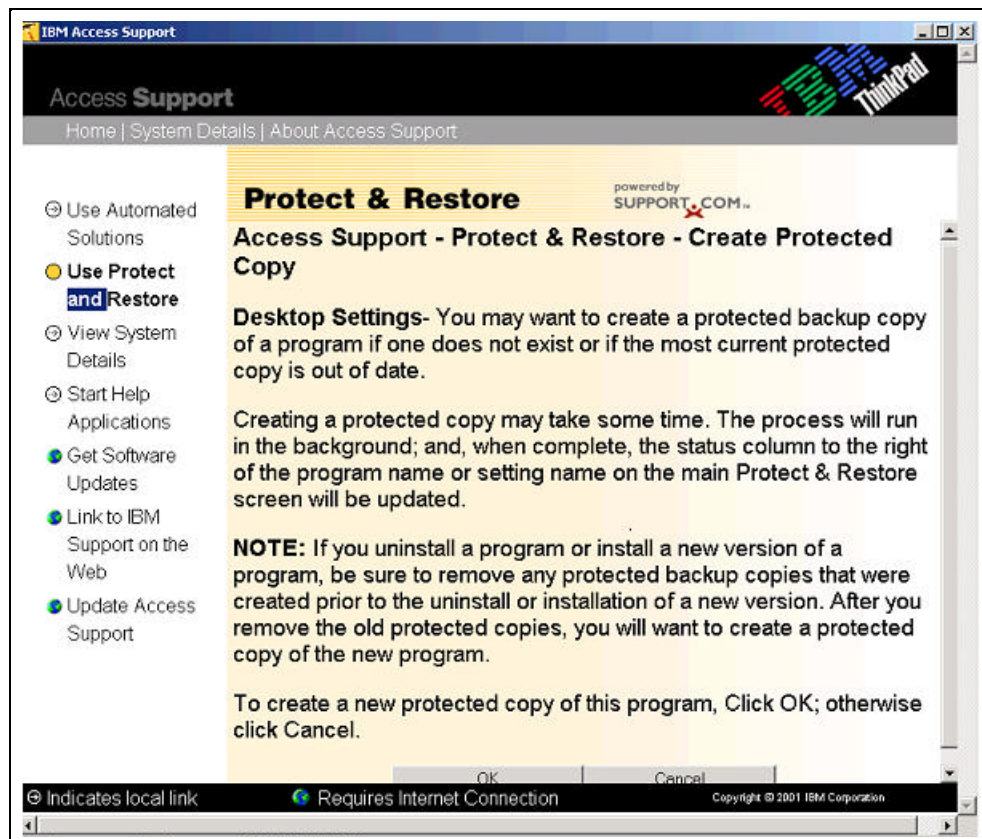 IBM Access Support
Access Support
IBM
ThinkPad
Home | System Details | About Access Support
Use Automated
Solutions
Use Protect
and Restore
View System
Details
Start Help
Applications
Get Software
Updates
Link to IBM
Support on the
Web
Update Access
Support
Protect & Restore
powered by
SUPPORT.COM™
Access Support - Protect & Restore - Create Protected
Copy
Desktop Settings- You may want to create a protected backup copy
of a program if one does not exist or if the most current protected
copy is out of date.
Creating a protected copy may take some time. The process will run
in the background; and, when complete, the status column to the right
of the program name or setting name on the main Protect & Restore
screen will be updated.
NOTE: If you uninstall a program or install a new version of a
program, be sure to remove any protected backup copies that were
created prior to the uninstall or installation of a new version. After you
remove the old protected copies, you will want to create a protected
copy of the new program.
To create a new protected copy of this program, Click OK; otherwise
click Cancel.
OK
Cancel
Indicates local link
Requires Internet Connection
Copyright © 2001 IBM Corporation